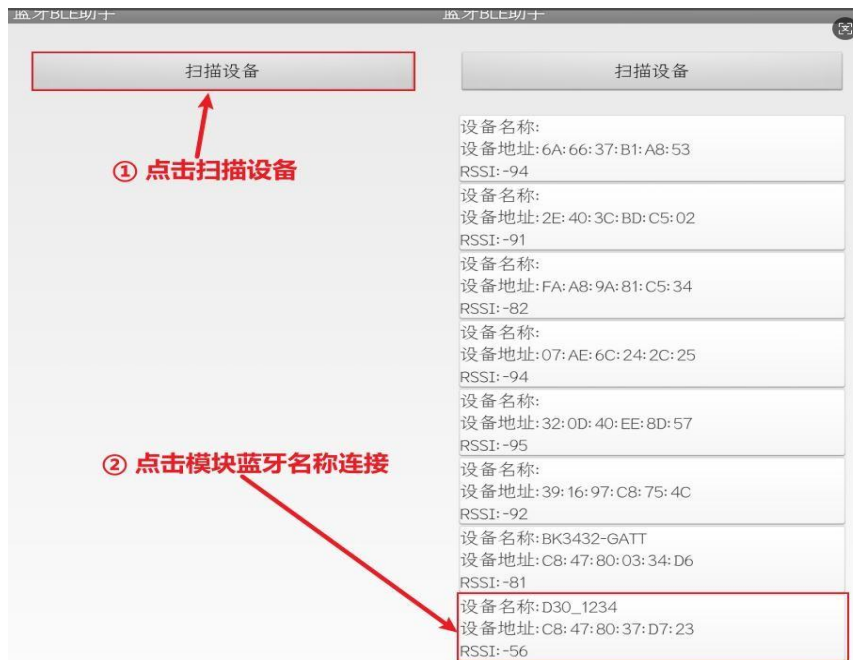 蓝牙BLE助手
扫描设备
① 点击扫描设备
② 点击模块蓝牙名称连接
蓝牙BLE助手
扫描设备
设备名称:
设备地址:6A:66:37:B1:A8:53
RSSI:-94
设备名称:
设备地址:2E:40:3C:BD:C5:02
RSSI:-91
设备名称:
设备地址:FA:A8:9A:81:C5:34
RSSI:-82
设备名称:
设备地址:07:AE:6C:24:2C:25
RSSI:-94
设备名称:
设备地址:32:0D:40:EE:8D:57
RSSI:-95
设备名称:
设备地址:39:16:97:C8:75:4C
RSSI:-92
设备名称:BK3432-GATT
设备地址:C8:47:80:03:34:D6
RSSI:-81
设备名称:D30_1234
设备地址:C8:47:80:37:D7:23
RSSI:-56